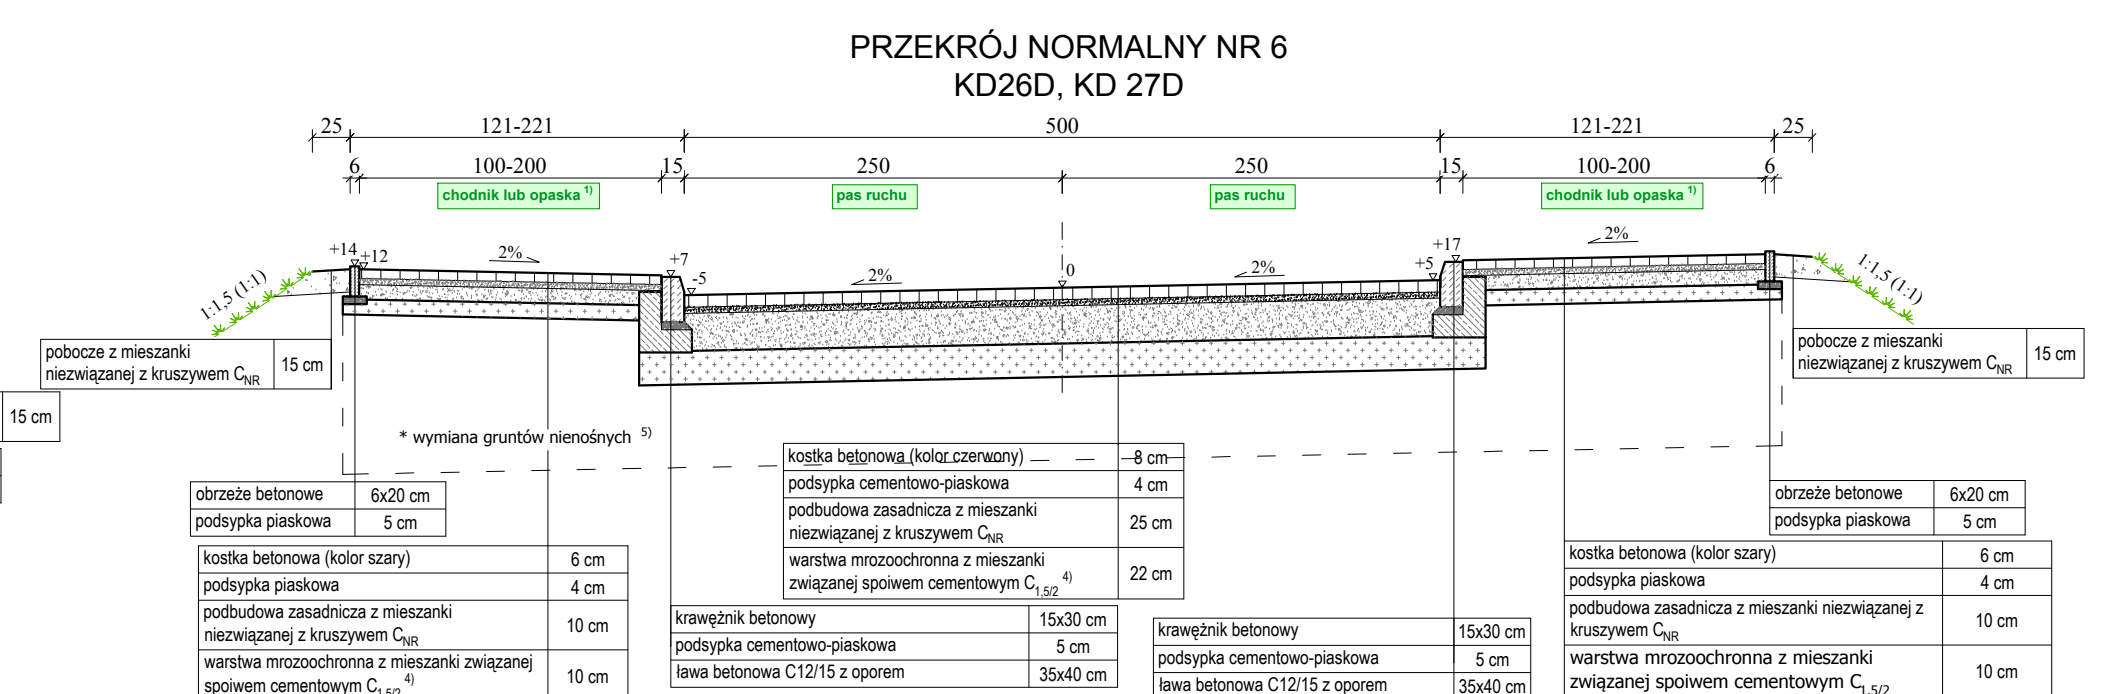 PRZEKRÓJ NORMALNY NR 6
KD26D, KD 27D
25 121-221 500 121-221 25
6 100-200 15 250 250 15 100-200 6
chodnik lub opaska 1)
pas ruchu
pas ruchu
chodnik lub opaska 1)
+14 +12 2% +7 -5 2% 0 2% +5 +17 2%
1:1,5 (1:1)
1:1,5 (1:1)
pobocze z mieszanki
niezwiązanej z kruszywem CNR
15 cm
pobocze z mieszanki
niezwiązanej z kruszywem CNR
15 cm
15 cm
* wymiana gruntów nienośnych 5)
kostka betonowa (kolor czerwony) 8 cm
podsypka cementowo-piaskowa 4 cm
podbudowa zasadnicza z mieszanki
niezwiązanej z kruszywem CNR
25 cm
warstwa mrozoochronna z mieszanki
związanej spoiwem cementowym C1,5/2 4)
22 cm
obrzeże betonowe 6x20 cm
podsypka piaskowa 5 cm
obrzeże betonowe 6x20 cm
podsypka piaskowa 5 cm
kostka betonowa (kolor szary) 6 cm
podsypka piaskowa 4 cm
podbudowa zasadnicza z mieszanki
niezwiązanej z kruszywem CNR
10 cm
warstwa mrozoochronna z mieszanki związanej
spoiwem cementowym C1,5/2 4)
10 cm
krawężnik betonowy 15x30 cm
podsypka cementowo-piaskowa 5 cm
ława betonowa C12/15 z oporem 35x40 cm
krawężnik betonowy 15x30 cm
podsypka cementowo-piaskowa 5 cm
ława betonowa C12/15 z oporem 35x40 cm
kostka betonowa (kolor szary) 6 cm
podsypka piaskowa 4 cm
podbudowa zasadnicza z mieszanki niezwiązanej z
kruszywem CNR
10 cm
warstwa mrozoochronna z mieszanki
związanej spoiwem cementowym C1,5/2
10 cm